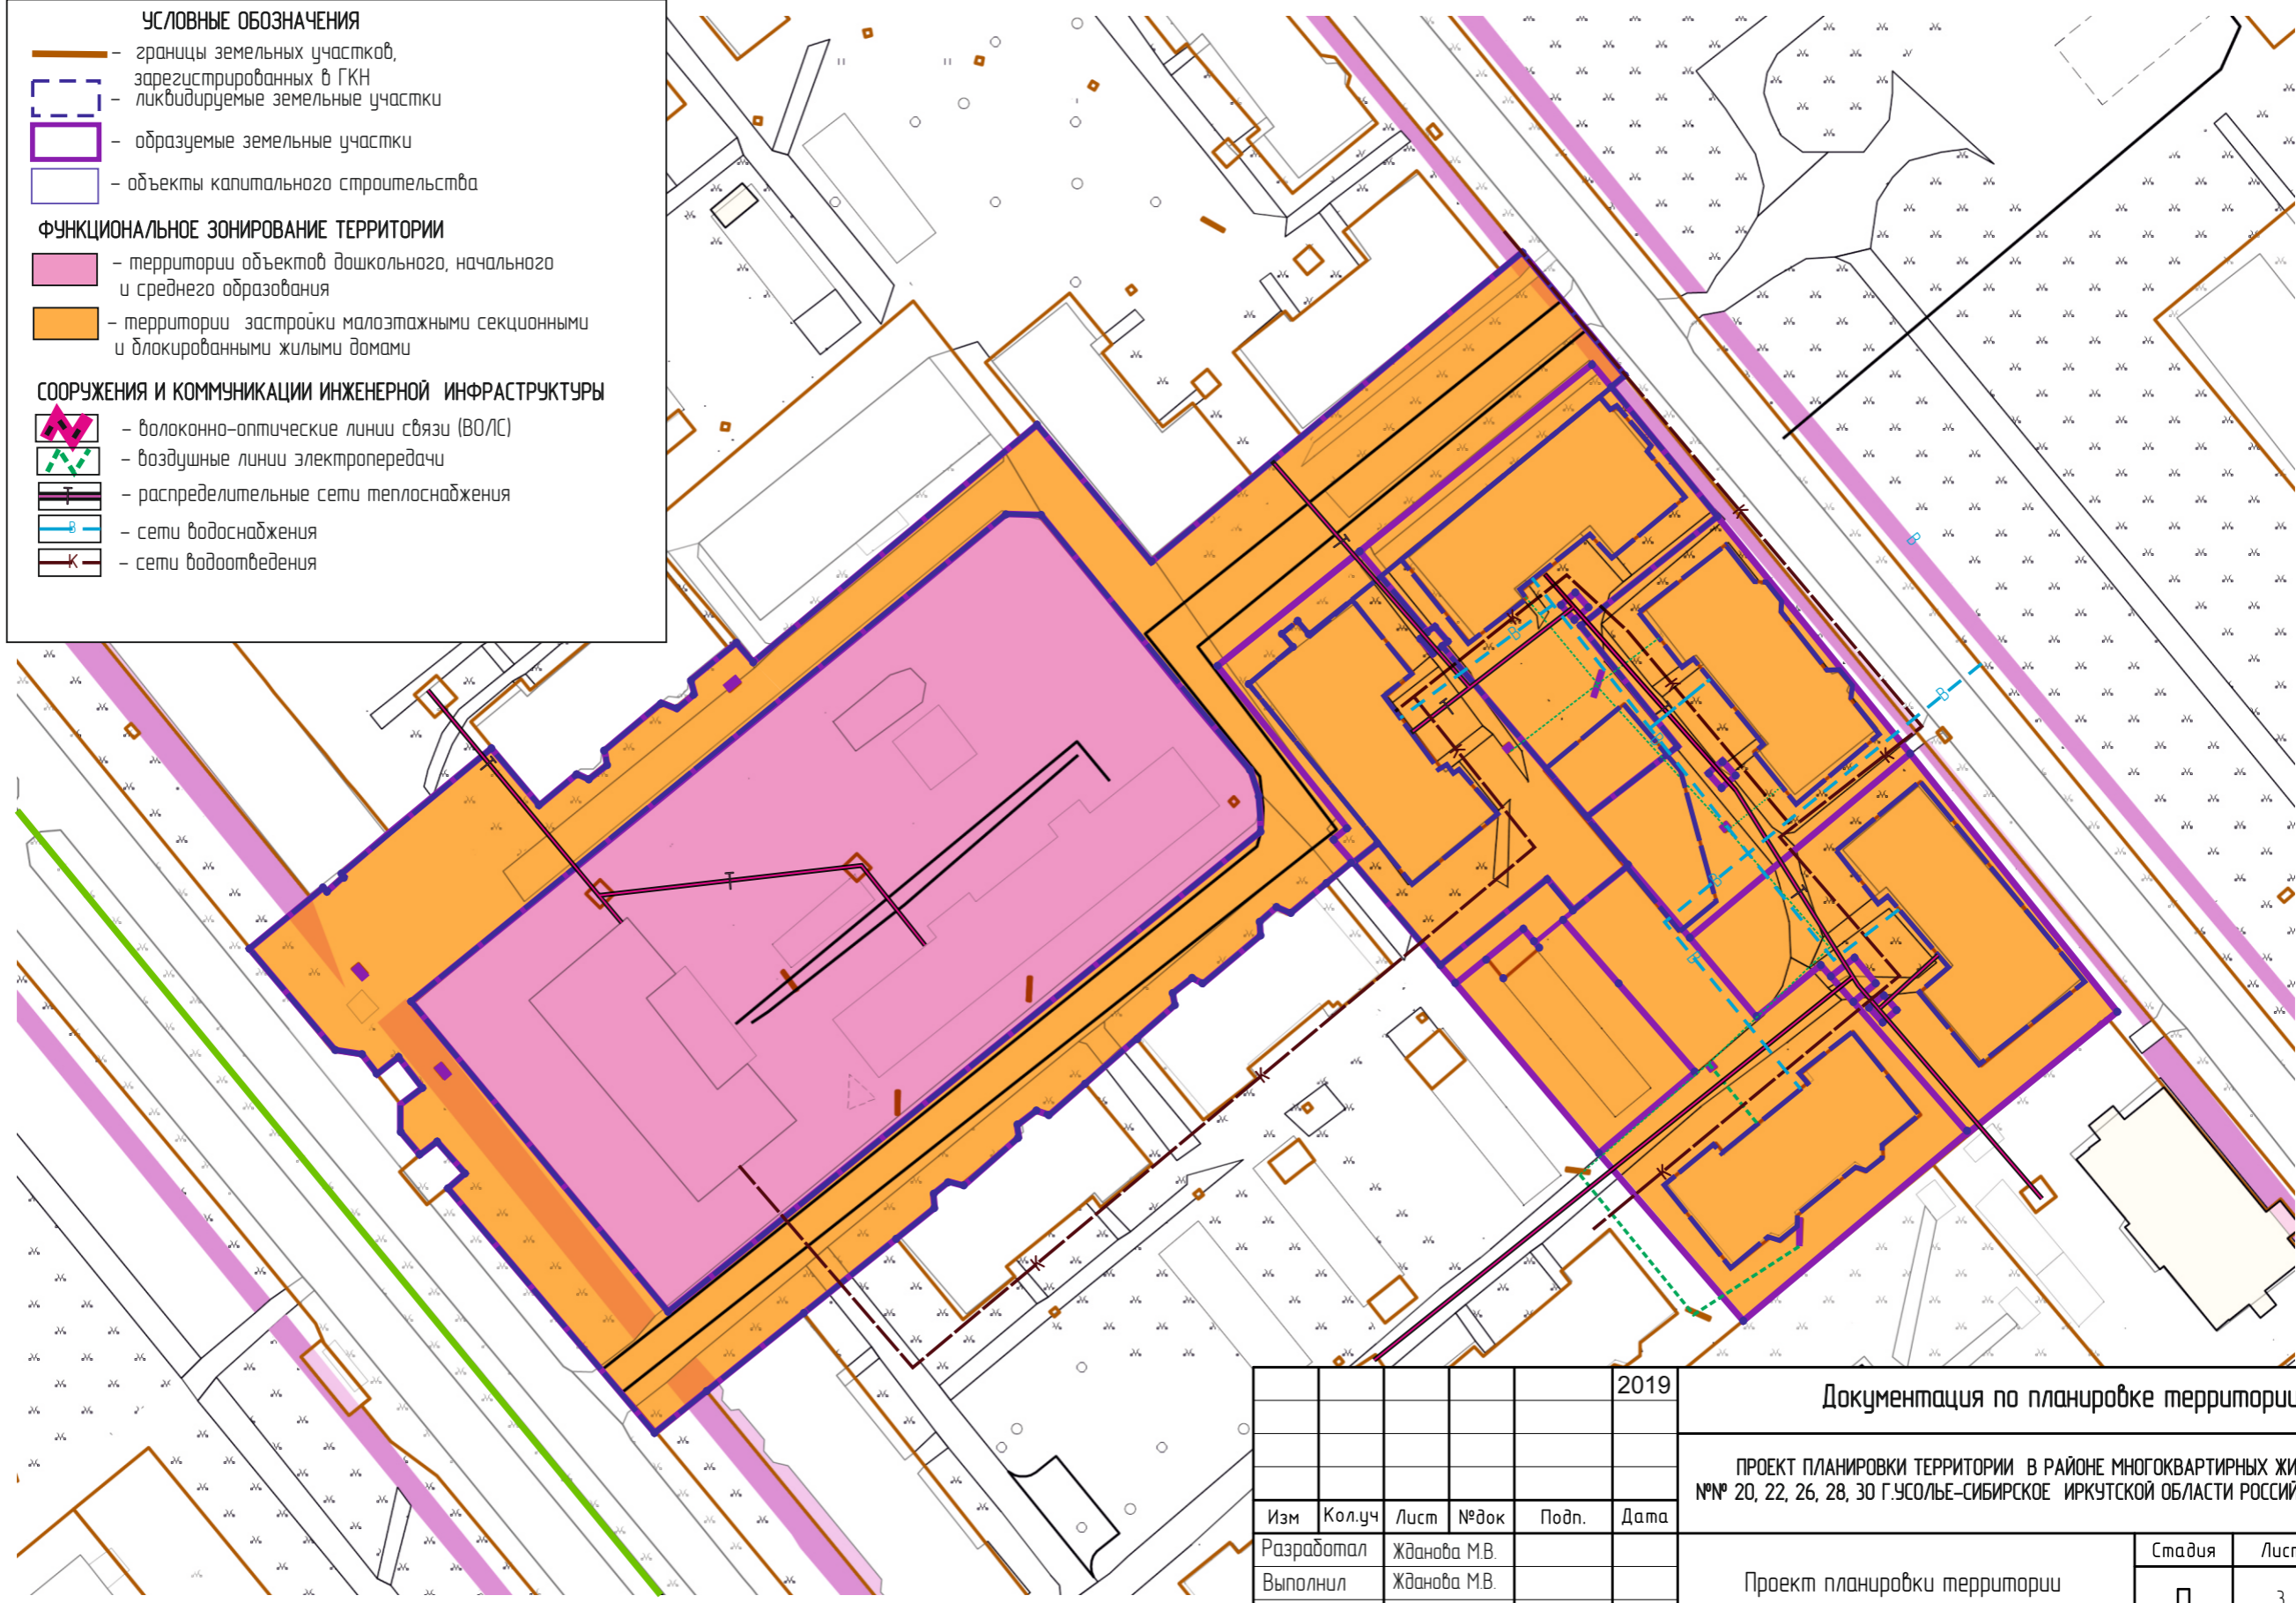 УСЛОВНЫЕ ОБОЗНАЧЕНИЯ
– границы земельных участков,
зарегистрированных в ГКН
– ликвидируемые земельные участки
– образуемые земельные участки
– объекты капитального строительства
ФУНКЦИОНАЛЬНОЕ ЗОНИРОВАНИЕ ТЕРРИТОРИИ
– территории объектов дошкольного, начального
и среднего образования
– территории застройки малоэтажными секционными
и блокированными жилыми домами
СООРУЖЕНИЯ И КОММУНИКАЦИИ ИНЖЕНЕРНОЙ ИНФРАСТРУКТУРЫ
– волоконно-оптические линии связи (ВОЛС)
– воздушные линии электропередачи
Т – распределительные сети теплоснабжения
В – сети водоснабжения
К – сети водоотведения
2019
Документация по планировке территории
ПРОЕКТ ПЛАНИРОВКИ ТЕРРИТОРИИ В РАЙОНЕ МНОГОКВАРТИРНЫХ ЖИ
№№ 20, 22, 26, 28, 30 Г.УСОЛЬЕ-СИБИРСКОЕ ИРКУТСКОЙ ОБЛАСТИ РОССИЙ
Изм Кол.уч Лист №док Подп. Дата
Разработал Жданова М.В.
Выполнил Жданова М.В.
Проект планировки территории
Стадия Лист
П 3